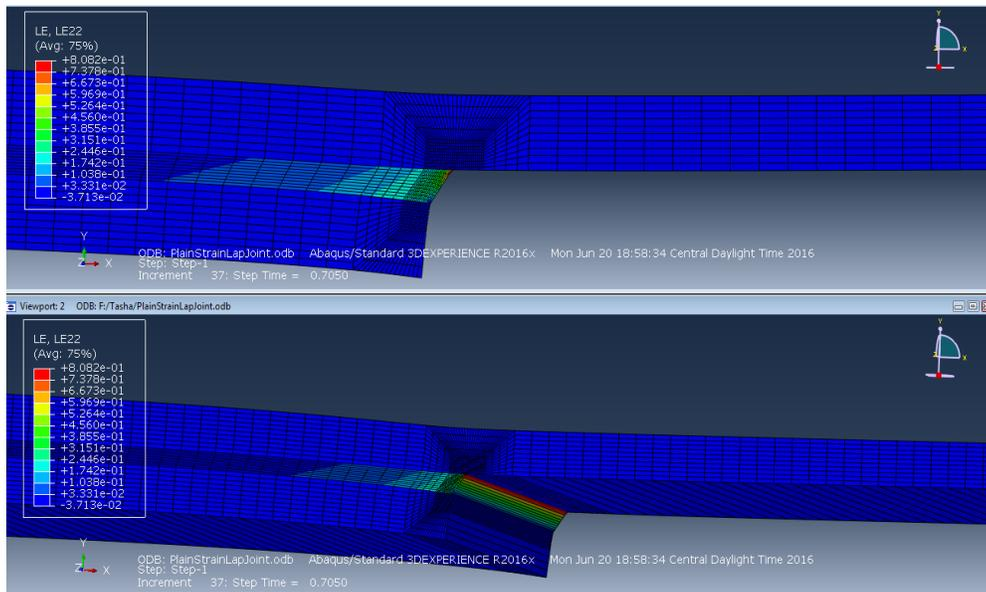 LE, LE22
(Avg: 75%)
+8.082e-01
+7.378e-01
+6.673e-01
+5.969e-01
+5.264e-01
+4.560e-01
+3.855e-01
+3.151e-01
+2.446e-01
+1.742e-01
+1.038e-01
+3.331e-02
-3.713e-02
Y
Z X
Y
Z X
ODB: PlainStrainLapJoint.odb Abaqus/Standard 3DEXPERIENCE R2016x Mon Jun 20 18:58:34 Central Daylight Time 2016
Step: Step-1
Increment 37: Step Time = 0.7050
Viewport: 2 ODB: F:/Tasha/PlainStrainLapJoint.odb
LE, LE22
(Avg: 75%)
+8.082e-01
+7.378e-01
+6.673e-01
+5.969e-01
+5.264e-01
+4.560e-01
+3.855e-01
+3.151e-01
+2.446e-01
+1.742e-01
+1.038e-01
+3.331e-02
-3.713e-02
Y
Z X
Y
Z X
ODB: PlainStrainLapJoint.odb Abaqus/Standard 3DEXPERIENCE R2016x Mon Jun 20 18:58:34 Central Daylight Time 2016
Step: Step-1
Increment 37: Step Time = 0.7050